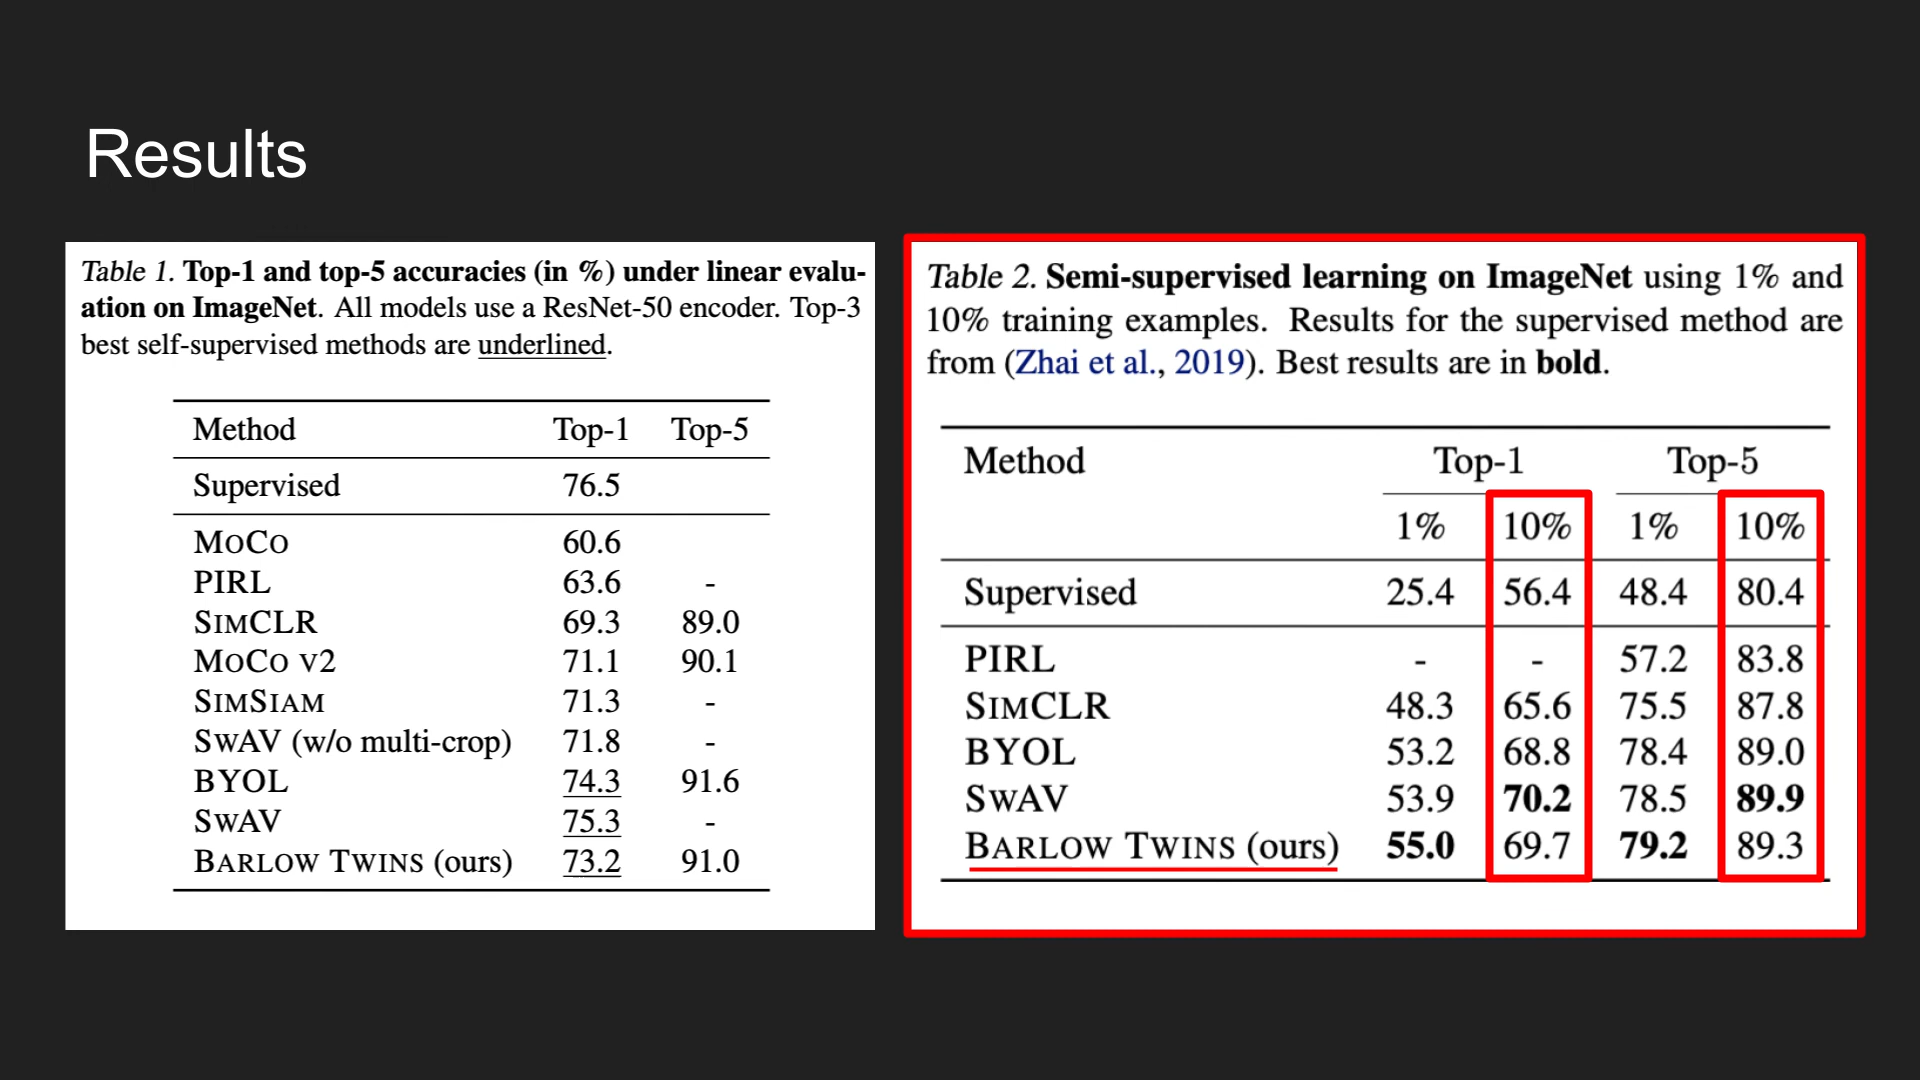 Results
Table 1. Top-1 and top-5 accuracies (in %) under linear evalu-
ation on ImageNet. All models use a ResNet-50 encoder. Top-3
best self-supervised methods are underlined.
Method Top-1 Top-5
Supervised 76.5
MOCO 60.6
PIRL 63.6 -
SIMCLR 69.3 89.0
MOCO V2 71.1 90.1
SIMSIAM 71.3 -
SWAV (w/o multi-crop) 71.8 -
BYOL 74.3 91.6
SWAV 75.3 -
BARLOW TWINS (ours) 73.2 91.0
Table 2. Semi-supervised learning on ImageNet using 1% and
10% training examples. Results for the supervised method are
from (Zhai et al., 2019). Best results are in bold.
Method Top-1 Top-5
1% 10% 1% 10%
Supervised 25.4 56.4 48.4 80.4
PIRL - - 57.2 83.8
SIMCLR 48.3 65.6 75.5 87.8
BYOL 53.2 68.8 78.4 89.0
SWAV 53.9 70.2 78.5 89.9
BARLOW TWINS (ours) 55.0 69.7 79.2 89.3